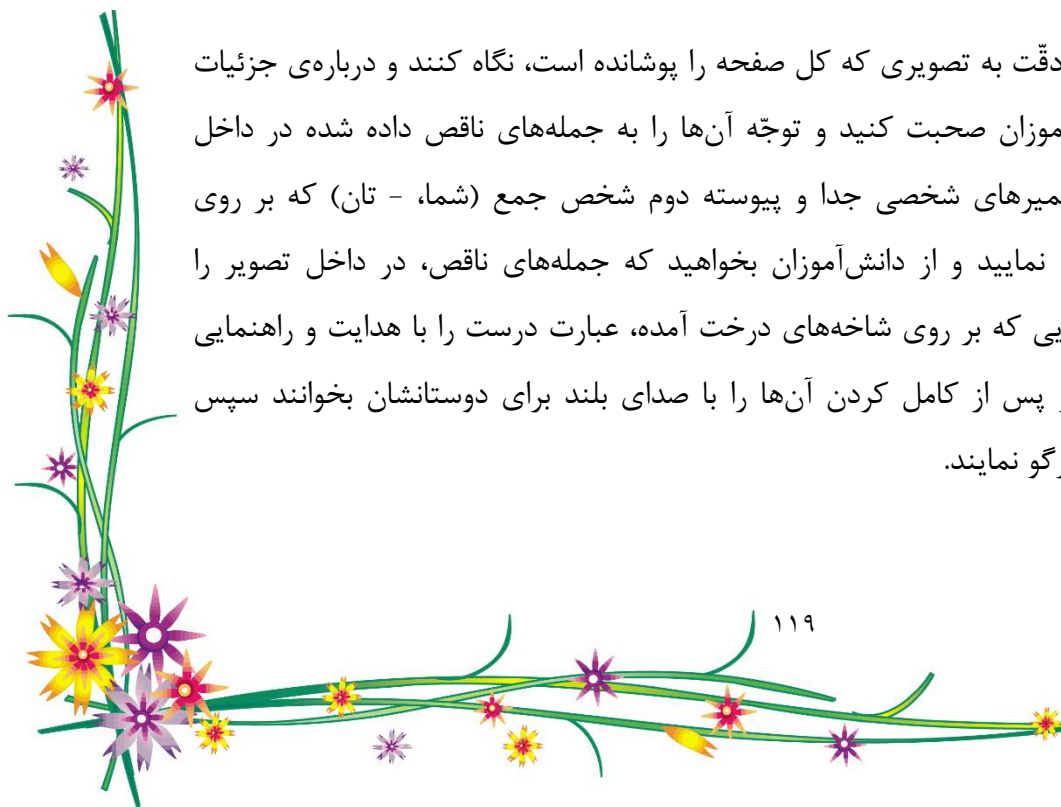 دقّت به تصویری که کل صفحه را پوشانده است، نگاه کنند و درباره‌ی جزئیات
موزان صحبت کنید و توجّه آن‌ها را به جمله‌های ناقص داده شده در داخل
میرهای شخصی جدا و پیوسته دوم شخص جمع (شما، - تان) که بر روی
نمایید و از دانش‌آموزان بخواهید که جمله‌های ناقص، در داخل تصویر را
یی که بر روی شاخه‌های درخت آمده، عبارت درست را با هدایت و راهنمایی
پس از کامل کردن آن‌ها را با صدای بلند برای دوستانشان بخوانند سپس
رگو نمایند.
۱۱۹